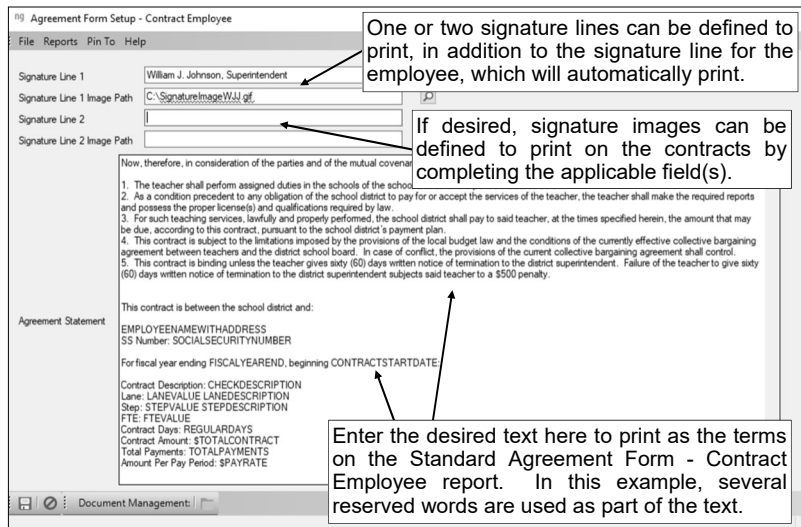 ng Agreement Form Setup - Contract Employee
File Reports Pin To Help
One or two signature lines can be defined to
print, in addition to the signature line for the
employee, which will automatically print.
Signature Line 1 William J. Johnson, Superintendent
Signature Line 1 Image Path C:\SignatureImageWJJ.gif
Signature Line 2
Signature Line 2 Image Path
If desired, signature images can be
defined to print on the contracts by
completing the applicable field(s).
Now, therefore, in consideration of the parties and of the mutual
1. The teacher shall perform assigned duties in the schools of the
2. As a condition precedent to any obligation of the school district to pay for or accept the services of the teacher, the teacher shall make the required reports
and possess the proper license(s) and qualifications required by law.
3. For such teaching services, lawfully and properly performed, the school district shall pay to said teacher, at the times specified herein, the amount that may
be due, according to this contract, pursuant to the school district's payment plan.
4. This contract is subject to the limitations imposed by the provisions of the local budget law and the conditions of the currently effective collective bargaining
agreement between teachers and the district school board. In case of conflict, the provisions of the current collective bargaining agreement shall control.
5. This contract is binding unless the teacher gives sixty (60) days written notice of termination to the district superintendent. Failure of the teacher to give sixty
(60) days written notice of termination to the district superintendent subjects said teacher to a $500 penalty.
This contract is between the school district and:
Agreement Statement
EMPLOYEENAMEWITHADDRESS
SS Number: SOCIALSECURITYNUMBER
For fiscal year ending FISCALYEAREND, beginning CONTRACTSTARTDATE:
Contract Description: CHECKDESCRIPTION
Lane: LANEVALUE LANEDESCRIPTION
Step: STEPVALUE STEPDESCRIPTION
FTE: FTEVALUE
Contract Days: REGULARDAYS
Contract Amount: $TOTALCONTRACT
Total Payments: TOTALPAYMENTS
Amount Per Pay Period: $PAYRATE
Enter the desired text here to print as the terms
on the Standard Agreement Form - Contract
Employee report. In this example, several
reserved words are used as part of the text.
Document Management: